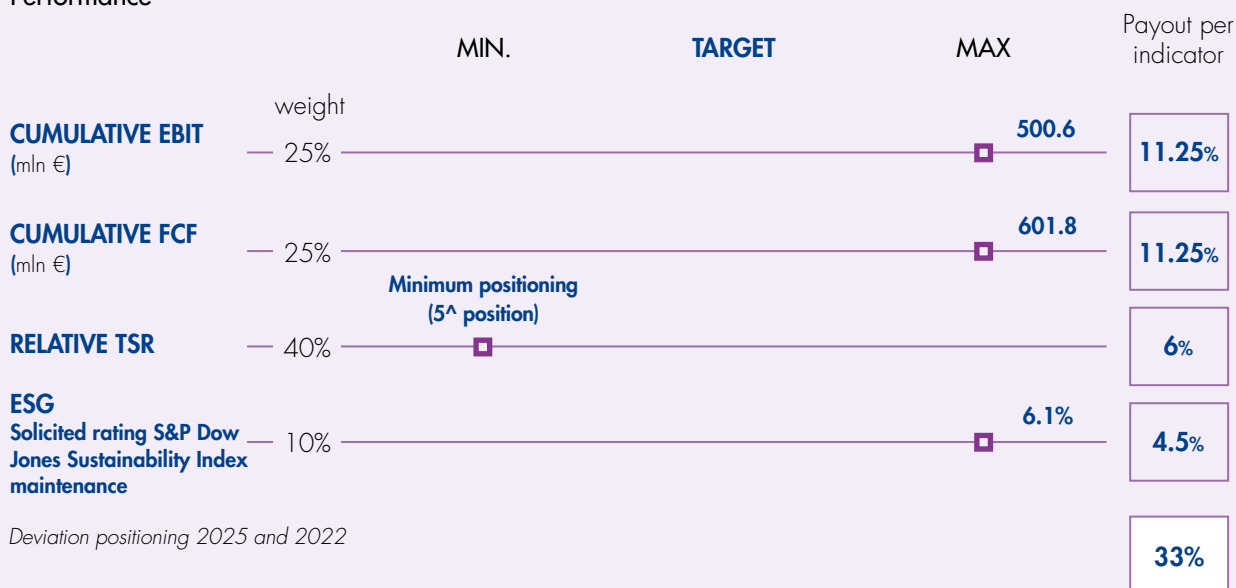 Performance
MIN.
TARGET
MAX
Payout per
indicator
weight
CUMULATIVE EBIT
(mln €)
25%
500.6
11.25%
CUMULATIVE FCF
(mln €)
25%
601.8
11.25%
Minimum positioning
(5^ position)
RELATIVE TSR
40%
6%
ESG
Solicited rating S&P Dow
Jones Sustainability Index
maintenance
10%
6.1%
4.5%
Deviation positioning 2025 and 2022
33%